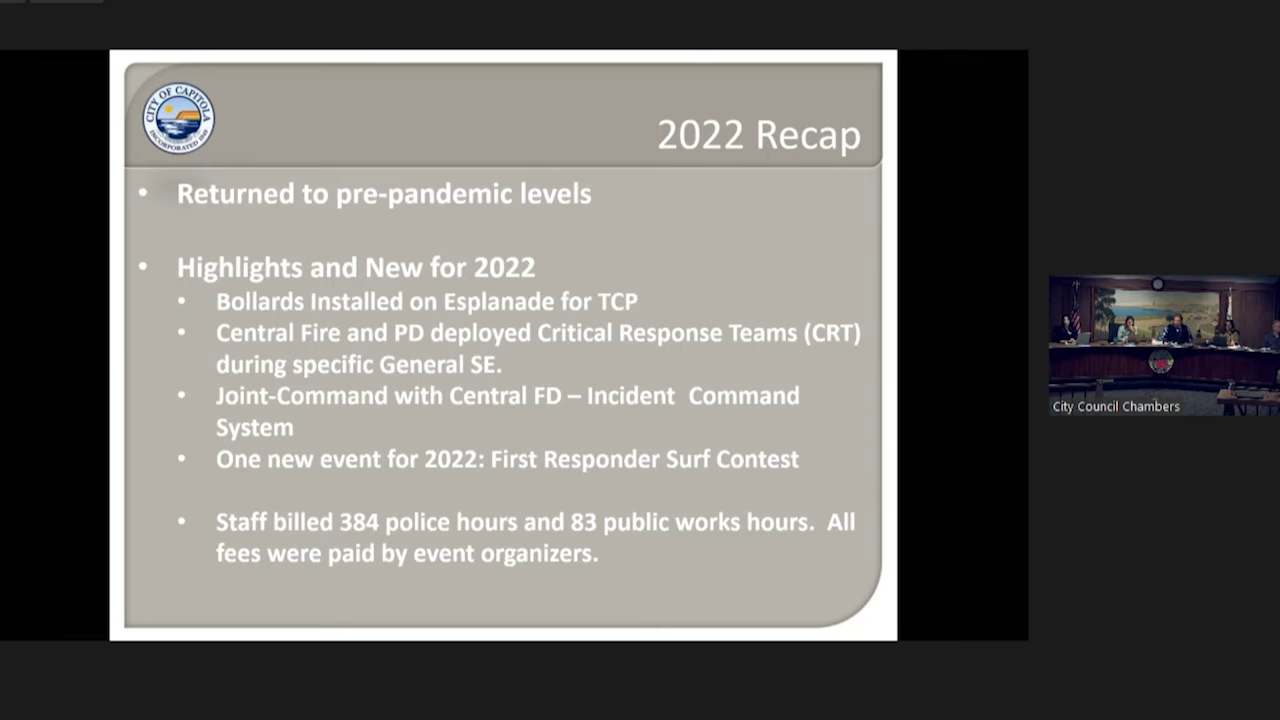 CITY OF CAPITOLA
INCORPORATED 1949
2022 Recap
• Returned to pre-pandemic levels
• Highlights and New for 2022
• Bollards Installed on Esplanade for TCP
• Central Fire and PD deployed Critical Response Teams (CRT)
during specific General SE.
• Joint-Command with Central FD – Incident Command
System
• One new event for 2022: First Responder Surf Contest
• Staff billed 384 police hours and 83 public works hours. All
fees were paid by event organizers.
City Council Chambers